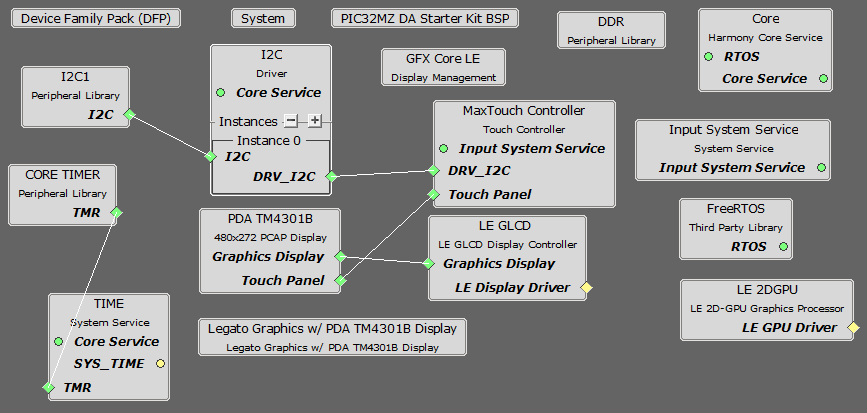 Device Family Pack (DFP)
System
PIC32MZ DA Starter Kit BSP
DDR
Peripheral Library
Core
Harmony Core Service
RTOS
Core Service
I2C1
Peripheral Library
I2C
I2C
Driver
Core Service
Instances
Instance 0
I2C
DRV_I2C
GFX Core LE
Display Management
MaxTouch Controller
Touch Controller
Input System Service
DRV_I2C
Touch Panel
Input System Service
System Service
Input System Service
CORE TIMER
Peripheral Library
TMR
PDA TM4301B
480x272 PCAP Display
Graphics Display
Touch Panel
LE GLCD
LE GLCD Display Controller
Graphics Display
LE Display Driver
FreeRTOS
Third Party Library
RTOS
TIME
System Service
Core Service
SYS_TIME
TMR
Legato Graphics w/ PDA TM4301B Display
Legato Graphics w/ PDA TM4301B Display
LE 2DGPU
LE 2D-GPU Graphics Processor
LE GPU Driver